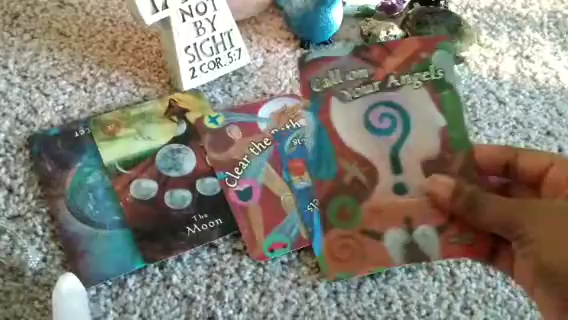 NOT
BY
SIGHT
2 COR. 5:7
Call on
Your Angels
?
Clear the
The
Moon